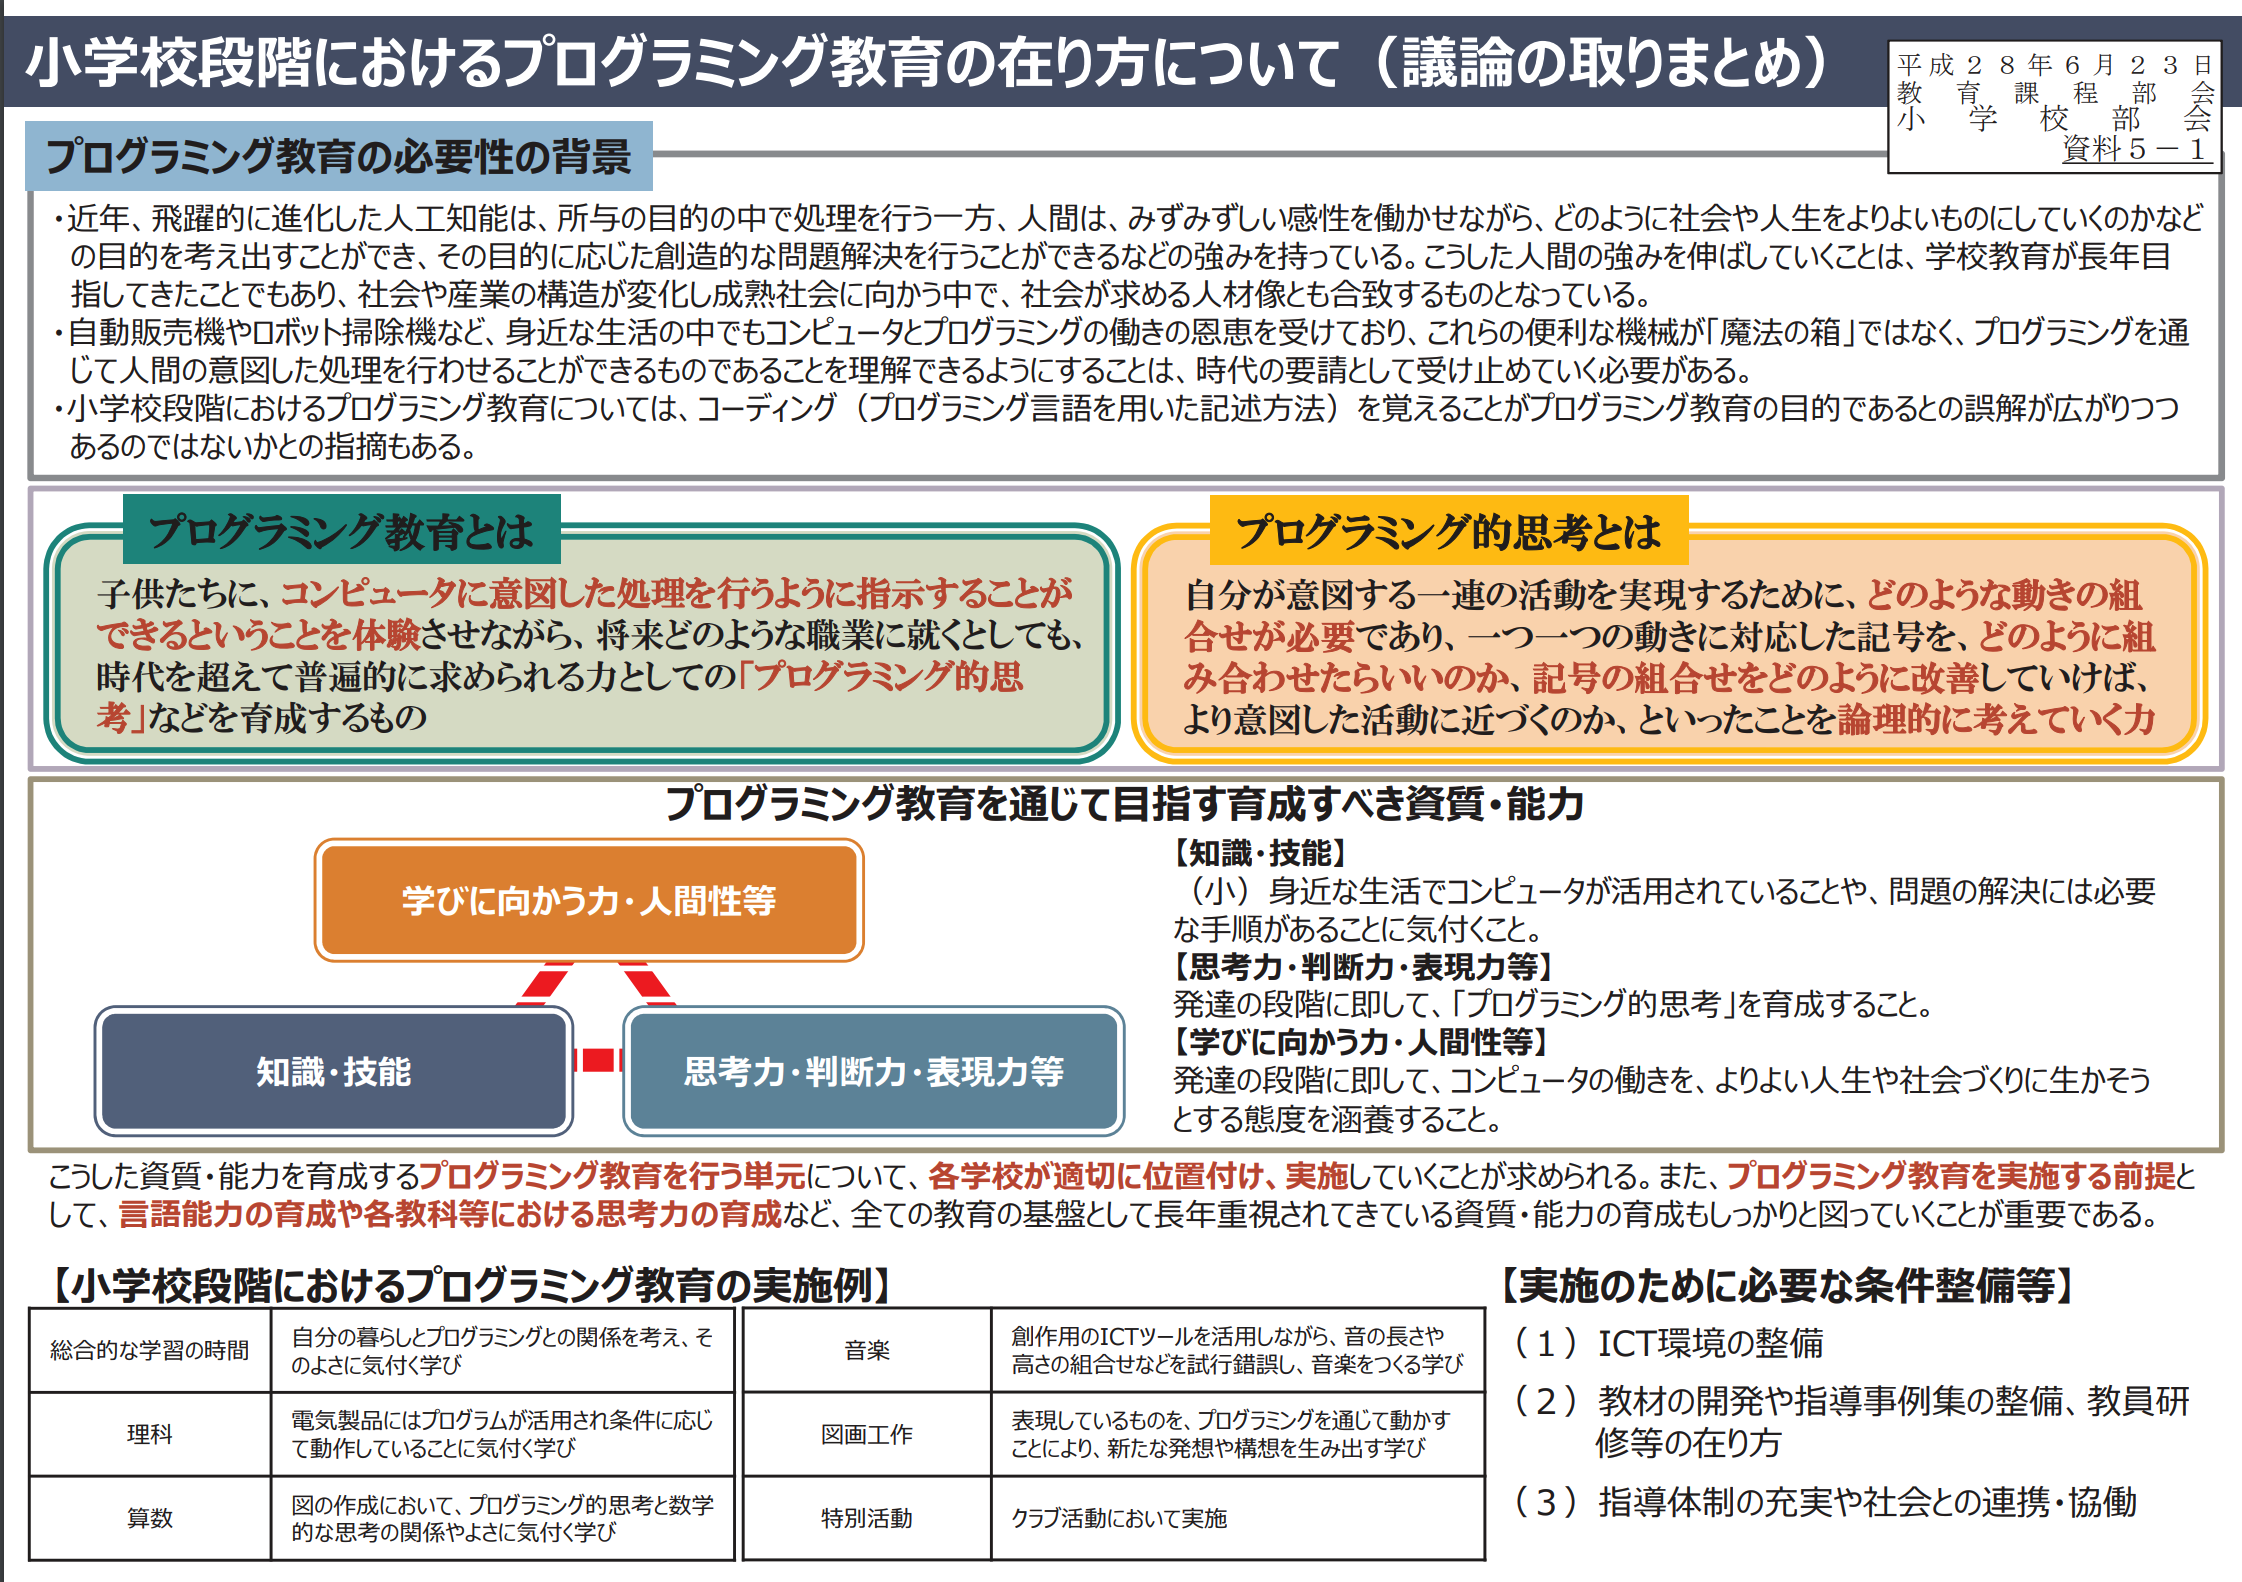 小学校段階におけるプログラミング教育の在り方について（議論の取りまとめ）
平成２８年６月２３日
教育課程部会
小学校部会
資料５－１
プログラミング教育の必要性の背景
・近年、飛躍的に進化した人工知能は、所与の目的の中で処理を行う一方、人間は、みずみずしい感性を働かせながら、どのように社会や人生をよりよいものにしていくのかなど
の目的を考え出すことができ、その目的に応じた創造的な問題解決を行うことができるなどの強みを持っている。こうした人間の強みを伸ばしていくことは、学校教育が長年目
指してきたことでもあり、社会や産業の構造が変化し成熟社会に向かう中で、社会が求める人材像とも合致するものとなっている。
・自動販売機やロボット掃除機など、身近な生活の中でもコンピュータとプログラミングの働きの恩恵を受けており、これらの便利な機械が「魔法の箱」ではなく、プログラミングを通
じて人間の意図した処理を行わせることができるものであることを理解できるようにすることは、時代の要請として受け止めていく必要がある。
・小学校段階におけるプログラミング教育については、コーディング（プログラミング言語を用いた記述方法）を覚えることがプログラミング教育の目的であるとの誤解が広がりつつ
あるのではないかとの指摘もある。
プログラミング教育とは
子供たちに、コンピュータに意図した処理を行うように指示することが
できるということを体験させながら、将来どのような職業に就くとしても、
時代を超えて普遍的に求められる力としての「プログラミング的思
考」などを育成するもの
プログラミング的思考とは
自分が意図する一連の活動を実現するために、どのような動きの組
合せが必要であり、一つ一つの動きに対応した記号を、どのように組
み合わせたらいいのか、記号の組合せをどのように改善していけば、
より意図した活動に近づくのか、といったことを論理的に考えていく力
プログラミング教育を通じて目指す育成すべき資質・能力
学びに向かう力・人間性等
知識・技能
思考力・判断力・表現力等
【知識・技能】
（小）身近な生活でコンピュータが活用されていることや、問題の解決には必要
な手順があることに気付くこと。
【思考力・判断力・表現力等】
発達の段階に即して、「プログラミング的思考」を育成すること。
【学びに向かう力・人間性等】
発達の段階に即して、コンピュータの働きを、よりよい人生や社会づくりに生かそう
とする態度を涵養すること。
こうした資質・能力を育成するプログラミング教育を行う単元について、各学校が適切に位置付け、実施していくことが求められる。また、プログラミング教育を実施する前提と
して、言語能力の育成や各教科等における思考力の育成など、全ての教育の基盤として長年重視されてきている資質・能力の育成もしっかりと図っていくことが重要である。
【小学校段階におけるプログラミング教育の実施例】
総合的な学習の時間
自分の暮らしとプログラミングとの関係を考え、そ
のよさに気付く学び
理科
電気製品にはプログラムが活用され条件に応じ
て動作していることに気付く学び
算数
図の作成において、プログラミング的思考と数学
的な思考の関係やよさに気付く学び
音楽
創作用のICTツールを活用しながら、音の長さや
高さの組合せなどを試行錯誤し、音楽をつくる学び
図画工作
表現しているものを、プログラミングを通じて動かす
ことにより、新たな発想や構想を生み出す学び
特別活動
クラブ活動において実施
【実施のために必要な条件整備等】
（１）ICT環境の整備
（２）教材の開発や指導事例集の整備、教員研
修等の在り方
（３）指導体制の充実や社会との連携・協働